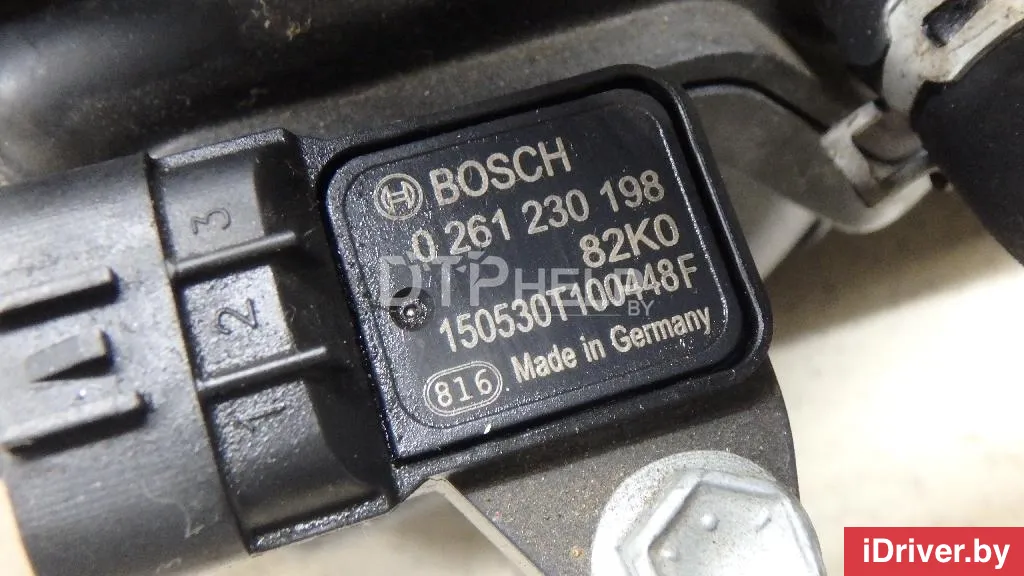 BOSCH
0 261 230 198
82K0
150530T100448F
816 Made in Germany
3
2
1
DTPHELP.BY
iDriver.by